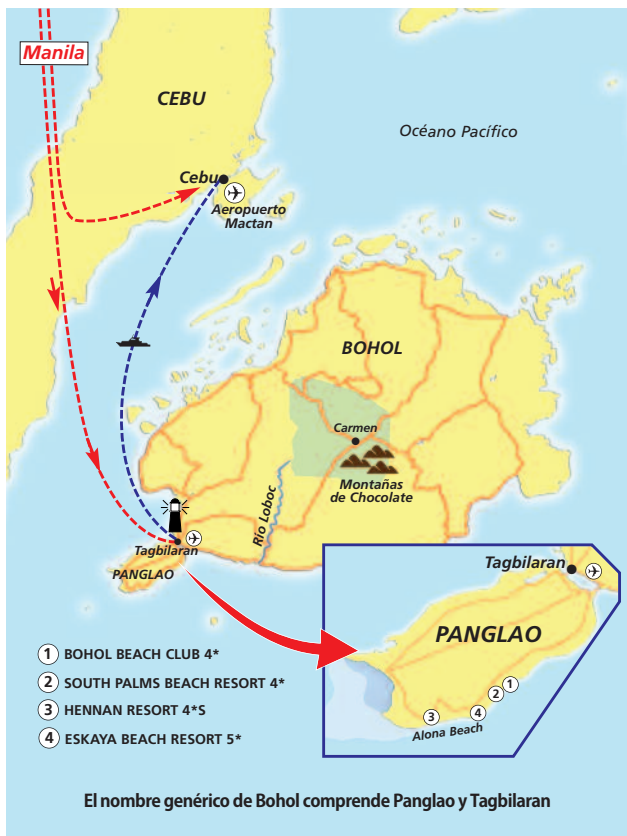 Manila
CEBU
Océano Pacífico
Cebu
Aeropuerto
Mactan
BOHOL
Carmen
Montañas
de Chocolate
Río Loboc
Tagbilaran
PANGLAO
Tagbilaran
PANGLAO
1
2
4
3
Alona Beach
1 BOHOL BEACH CLUB 4*
2 SOUTH PALMS BEACH RESORT 4*
3 HENNAN RESORT 4*S
4 ESKAYA BEACH RESORT 5*
El nombre genérico de Bohol comprende Panglao y Tagbilaran